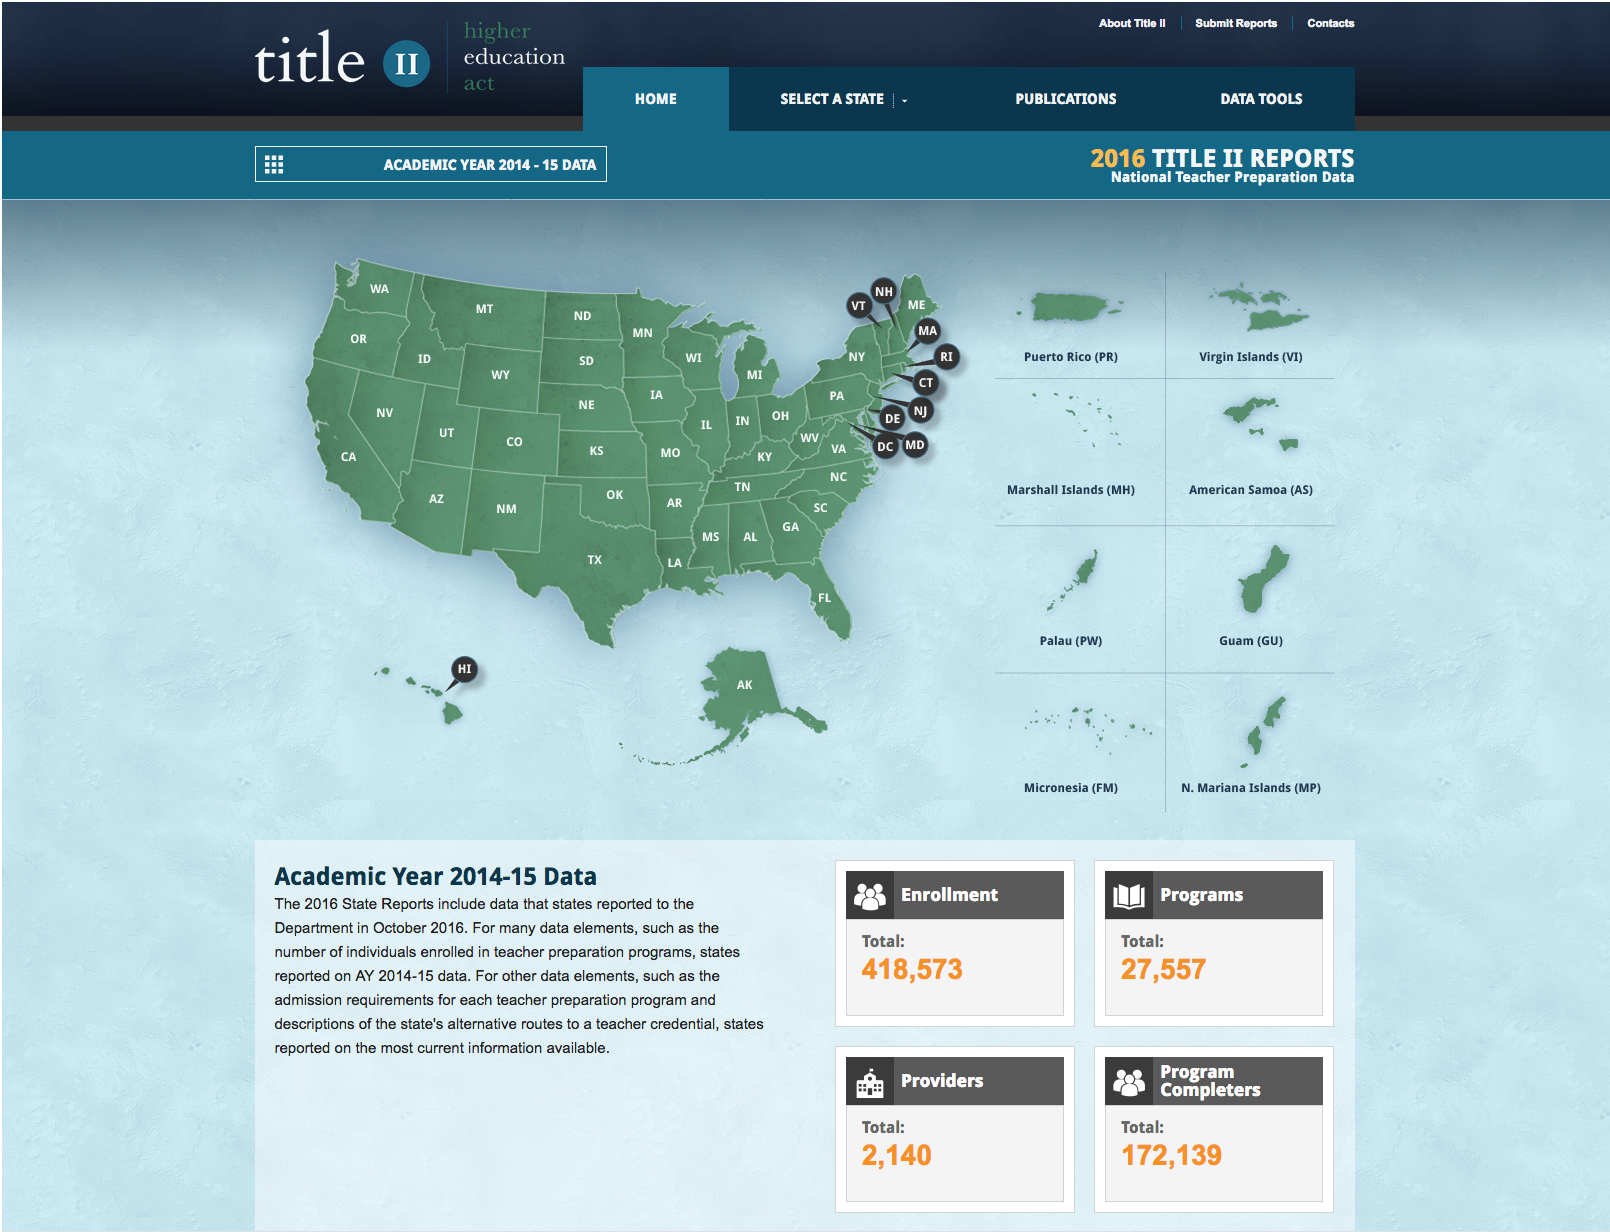 About Title II
Submit Reports
Contacts
title II
higher
education
act
HOME
SELECT A STATE
PUBLICATIONS
DATA TOOLS
ACADEMIC YEAR 2014 - 15 DATA
2016 TITLE II REPORTS
National Teacher Preparation Data
WA
OR
CA
NV
ID
MT
WY
UT
AZ
CO
NM
ND
SD
NE
KS
OK
TX
MN
IA
MO
AR
LA
WI
IL
MI
IN
OH
KY
TN
MS
AL
GA
FL
SC
NC
VA
WV
PA
NY
VT
NH
ME
MA
RI
CT
NJ
DE
MD
DC
HI
AK
Puerto Rico (PR)
Virgin Islands (VI)
Marshall Islands (MH)
American Samoa (AS)
Palau (PW)
Guam (GU)
Micronesia (FM)
N. Mariana Islands (MP)
Academic Year 2014-15 Data
The 2016 State Reports include data that states reported to the
Department in October 2016. For many data elements, such as the
number of individuals enrolled in teacher preparation programs, states
reported on AY 2014-15 data. For other data elements, such as the
admission requirements for each teacher preparation program and
descriptions of the state's alternative routes to a teacher credential, states
reported on the most current information available.
Enrollment
Total:
418,573
Programs
Total:
27,557
Providers
Total:
2,140
Program
Completers
Total:
172,139